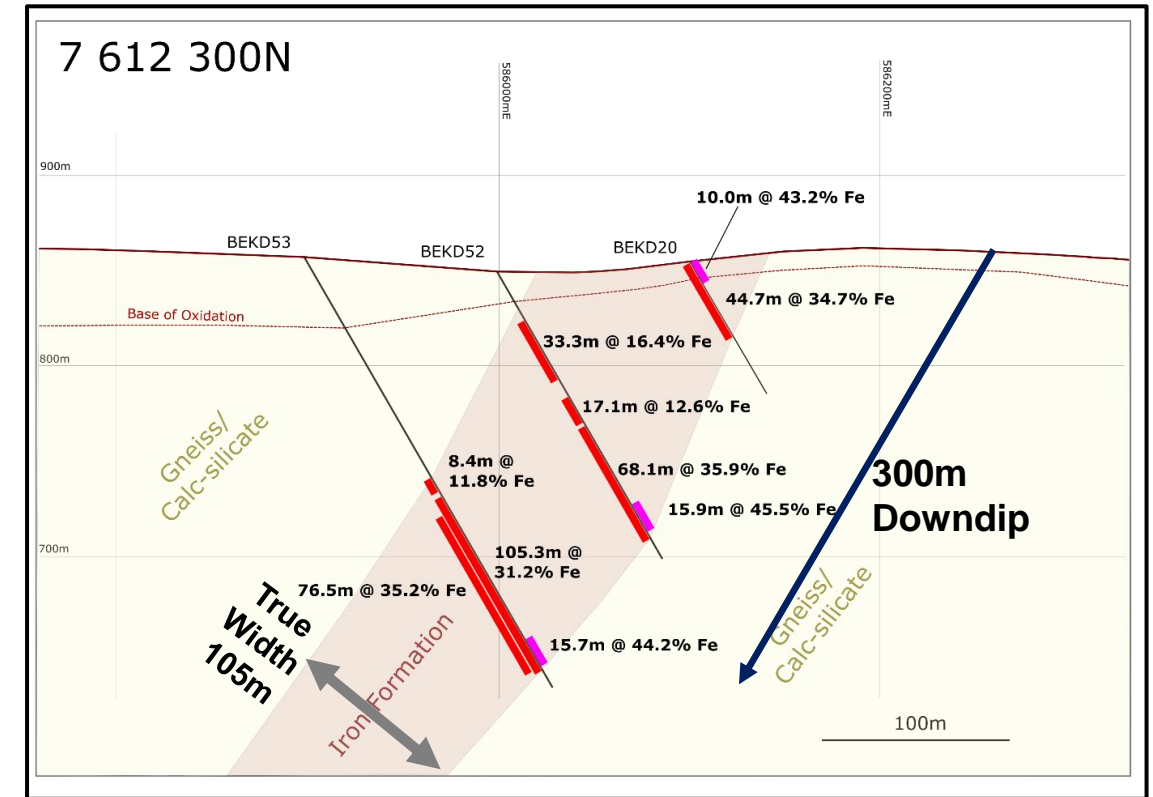 7 612 300N
586000mE
586200mE
900m
10.0m @ 43.2% Fe
BEKD53
BEKD52
BEKD20
44.7m @ 34.7% Fe
Base of Oxidation
33.3m @ 16.4% Fe
800m
17.1m @ 12.6% Fe
Gneiss/
Calc-silicate
8.4m @
11.8% Fe
68.1m @ 35.9% Fe
300m
Downdip
15.9m @ 45.5% Fe
700m
105.3m @
31.2% Fe
76.5m @ 35.2% Fe
Gneiss/
Calc-silicate
True
Width
105m
Iron Formation
15.7m @ 44.2% Fe
100m